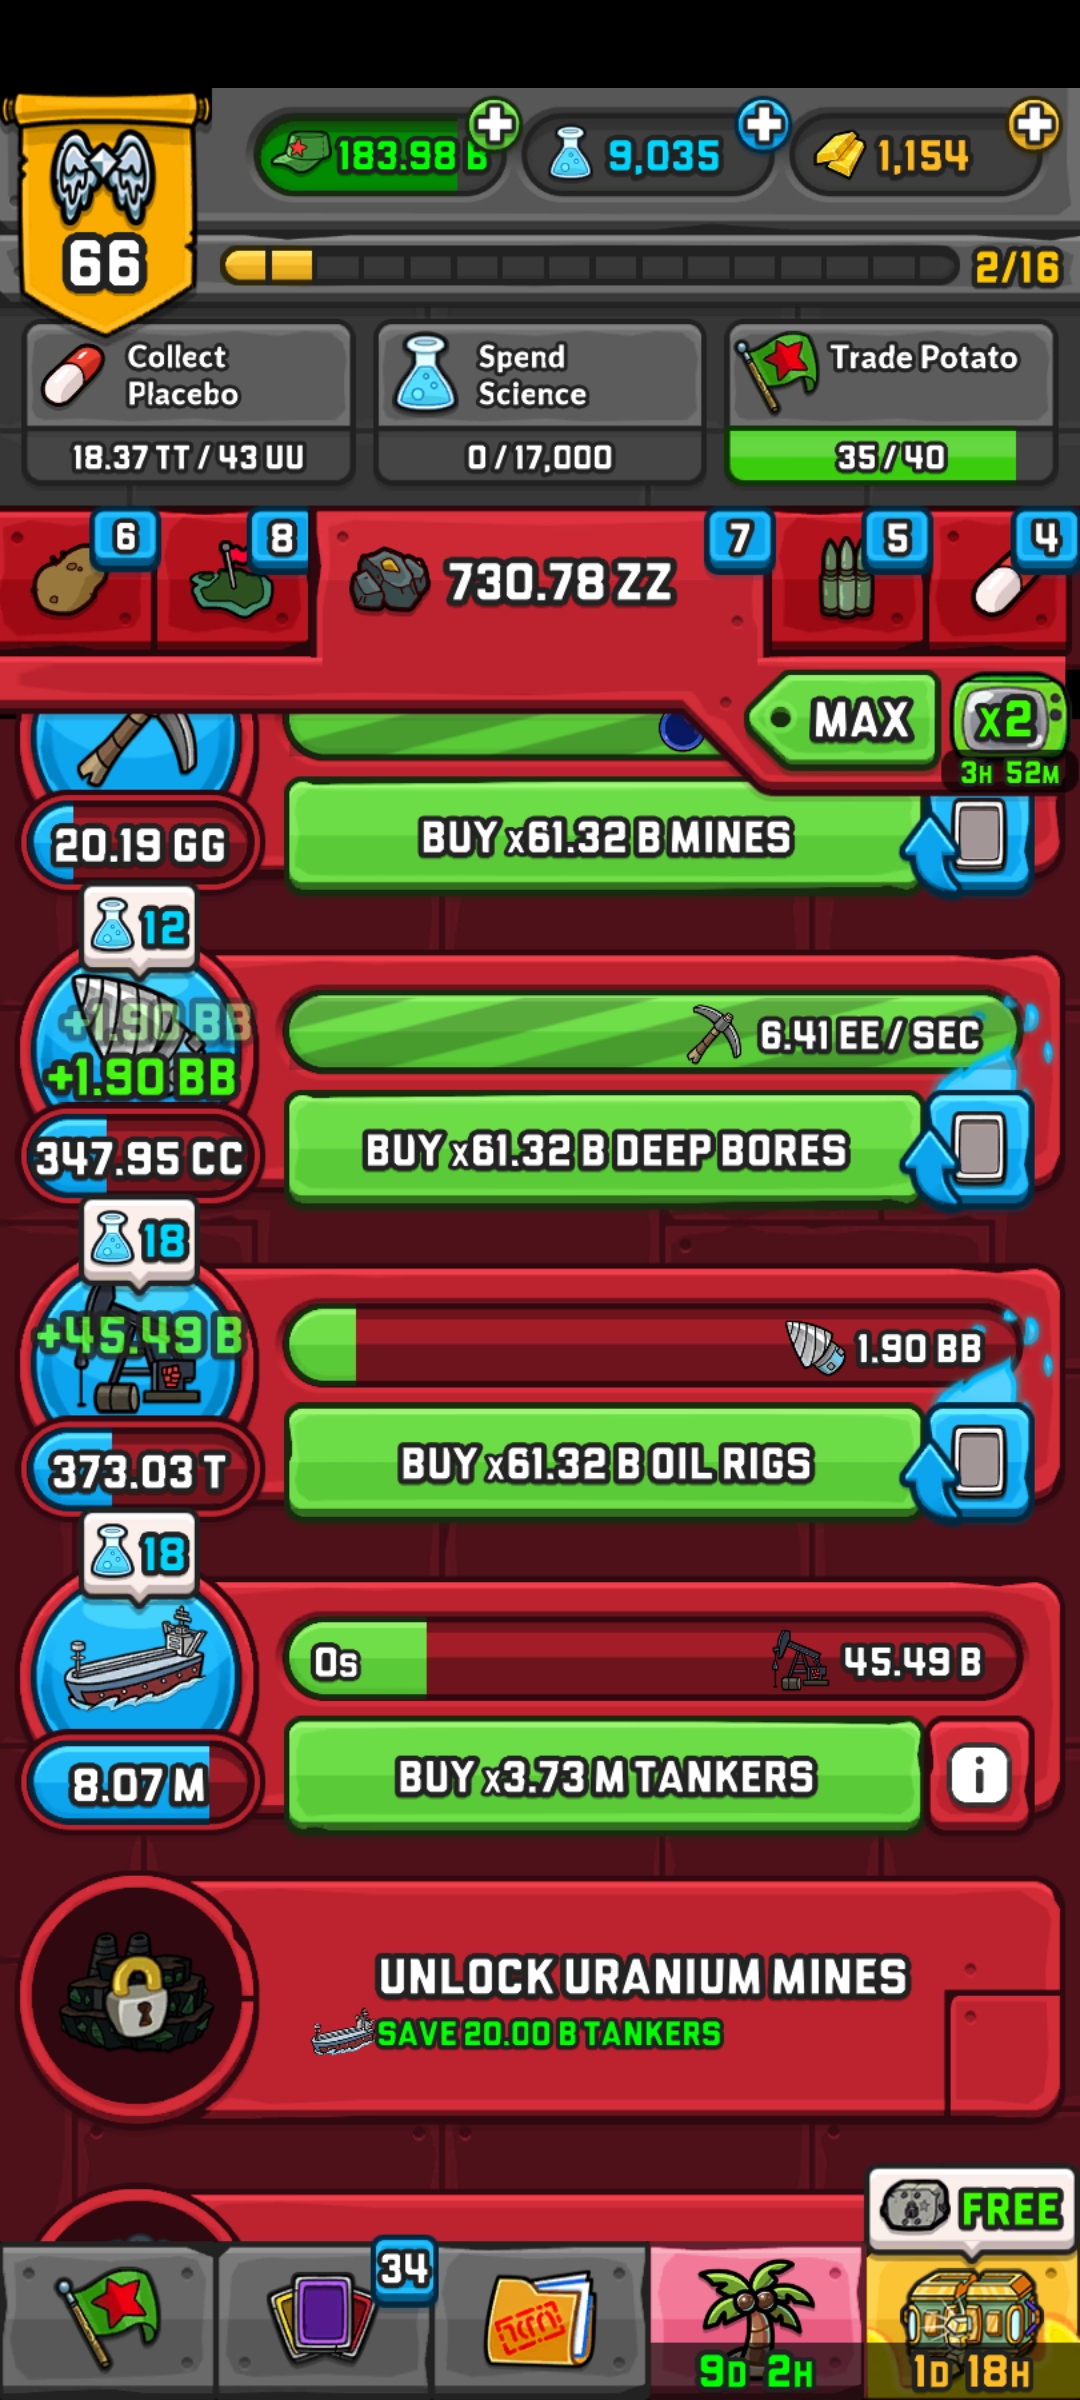 183.98 B
9,035
1,154
66
2/16
Collect
Placebo
18.37 TT / 43 UU
Spend
Science
0 / 17,000
Trade Potato
35 / 40
6
8
730.78 ZZ
7
5
4
MAX
x2
3H 52M
20.19 GG
BUY x61.32 B MINES
12
+1.90 BB
+1.90 BB
6.41 EE / SEC
347.95 CC
BUY x61.32 B DEEP BORES
18
+45.49 B
1.90 BB
373.03 T
BUY x61.32 B OIL RIGS
18
0s
45.49 B
8.07 M
BUY x3.73 M TANKERS
i
UNLOCK URANIUM MINES
SAVE 20.00 B TANKERS
FREE
34
9D 2H
1D 18H